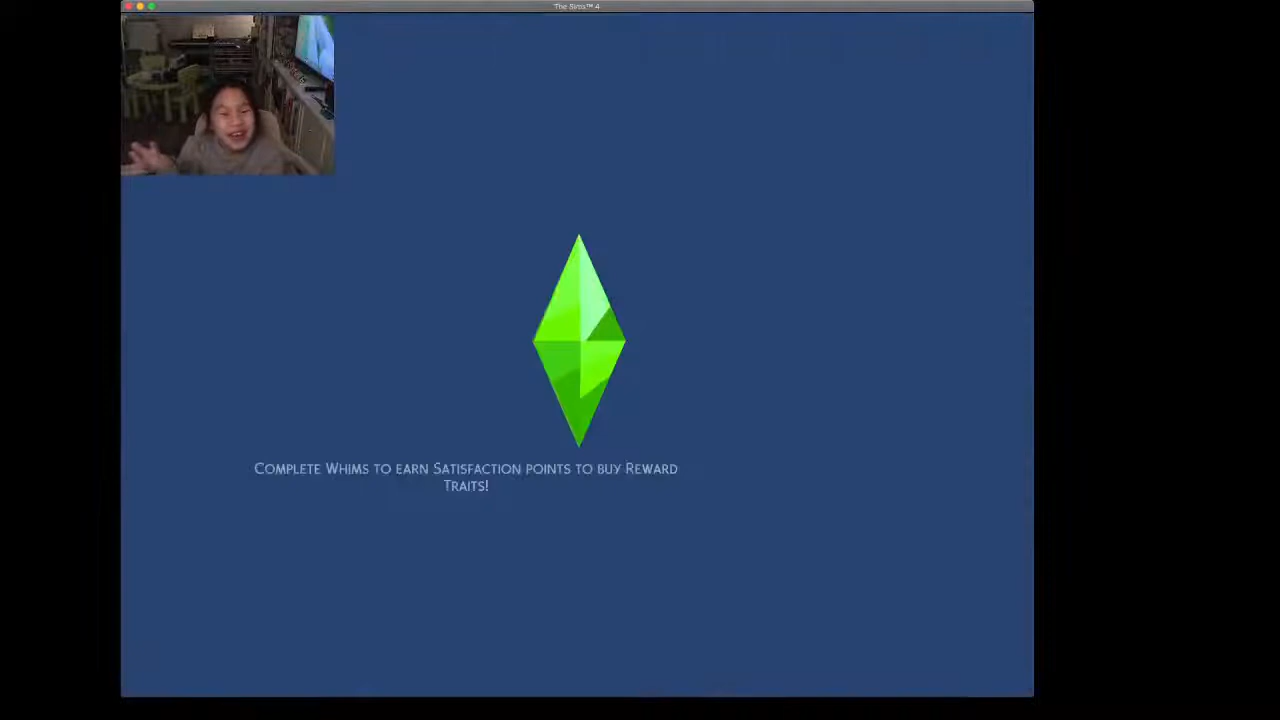 The Sims™ 4
Complete Whims to earn Satisfaction points to buy Reward
Traits!